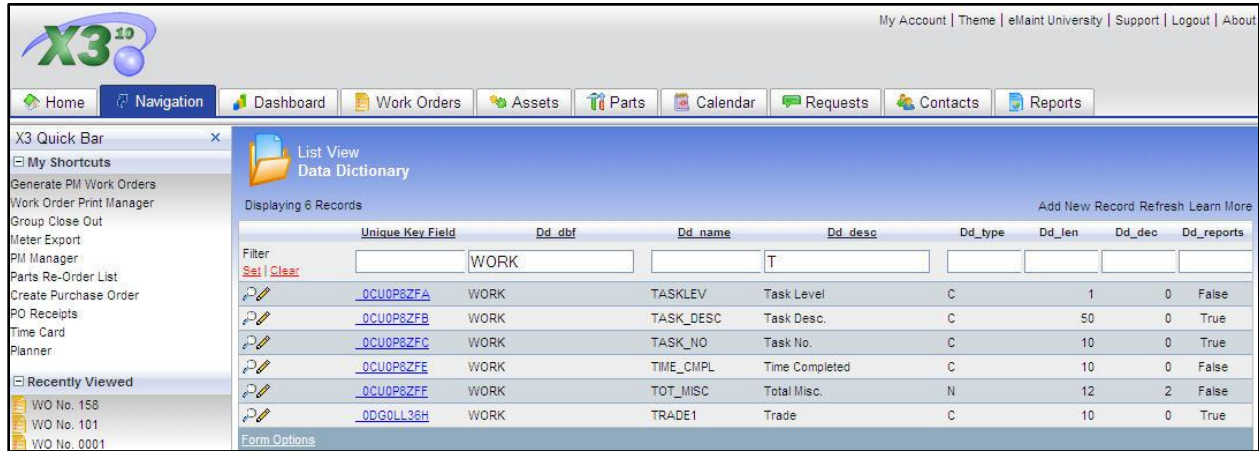 My Account | Theme | eMaint University | Support | Logout | About
X3 10
Home Navigation Dashboard Work Orders Assets Parts Calendar Requests Contacts Reports
X3 Quick Bar X
My Shortcuts
Generate PM Work Orders
Work Order Print Manager
Group Close Out
Meter Export
PM Manager
Parts Re-Order List
Create Purchase Order
PO Receipts
Time Card
Planner
Recently Viewed
WO No. 158
WO No. 101
WO No. 0001
List View
Data Dictionary
Displaying 6 Records Add New Record Refresh Learn More
Unique Key Field Dd_dbf Dd_name Dd_desc Dd_type Dd_len Dd_dec Dd_reports
Filter
Set | Clear WORK T
_0CU0P8ZFA WORK TASKLEV Task Level C 1 0 False
_0CU0P8ZFB WORK TASK_DESC Task Desc. C 50 0 True
_0CU0P8ZFC WORK TASK_NO Task No. C 10 0 True
_0CU0P8ZFE WORK TIME_CMPL Time Completed C 10 0 False
_0CU0P8ZFF WORK TOT_MISC Total Misc. N 12 2 False
_0DG0LL36H WORK TRADE1 Trade C 10 0 True
Form Options